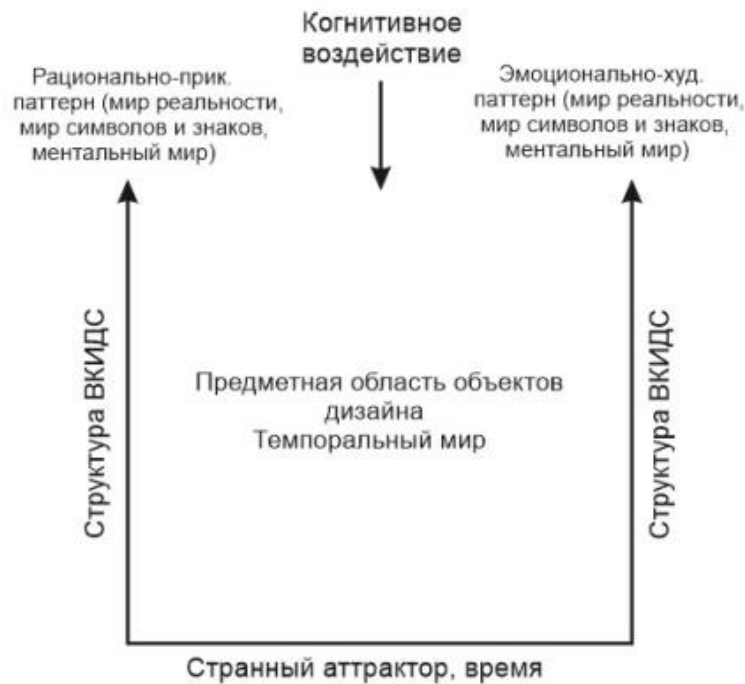 Когнитивное
воздействие
Рационально-прик.
паттерн (мир реальности,
мир символов и знаков,
ментальный мир)
Эмоционально-худ.
паттерн (мир реальности,
мир символов и знаков,
ментальный мир)
Структура ВКИДС
Предметная область объектов
дизайна
Темпоральный мир
Структура ВКИДС
Странный аттрактор, время